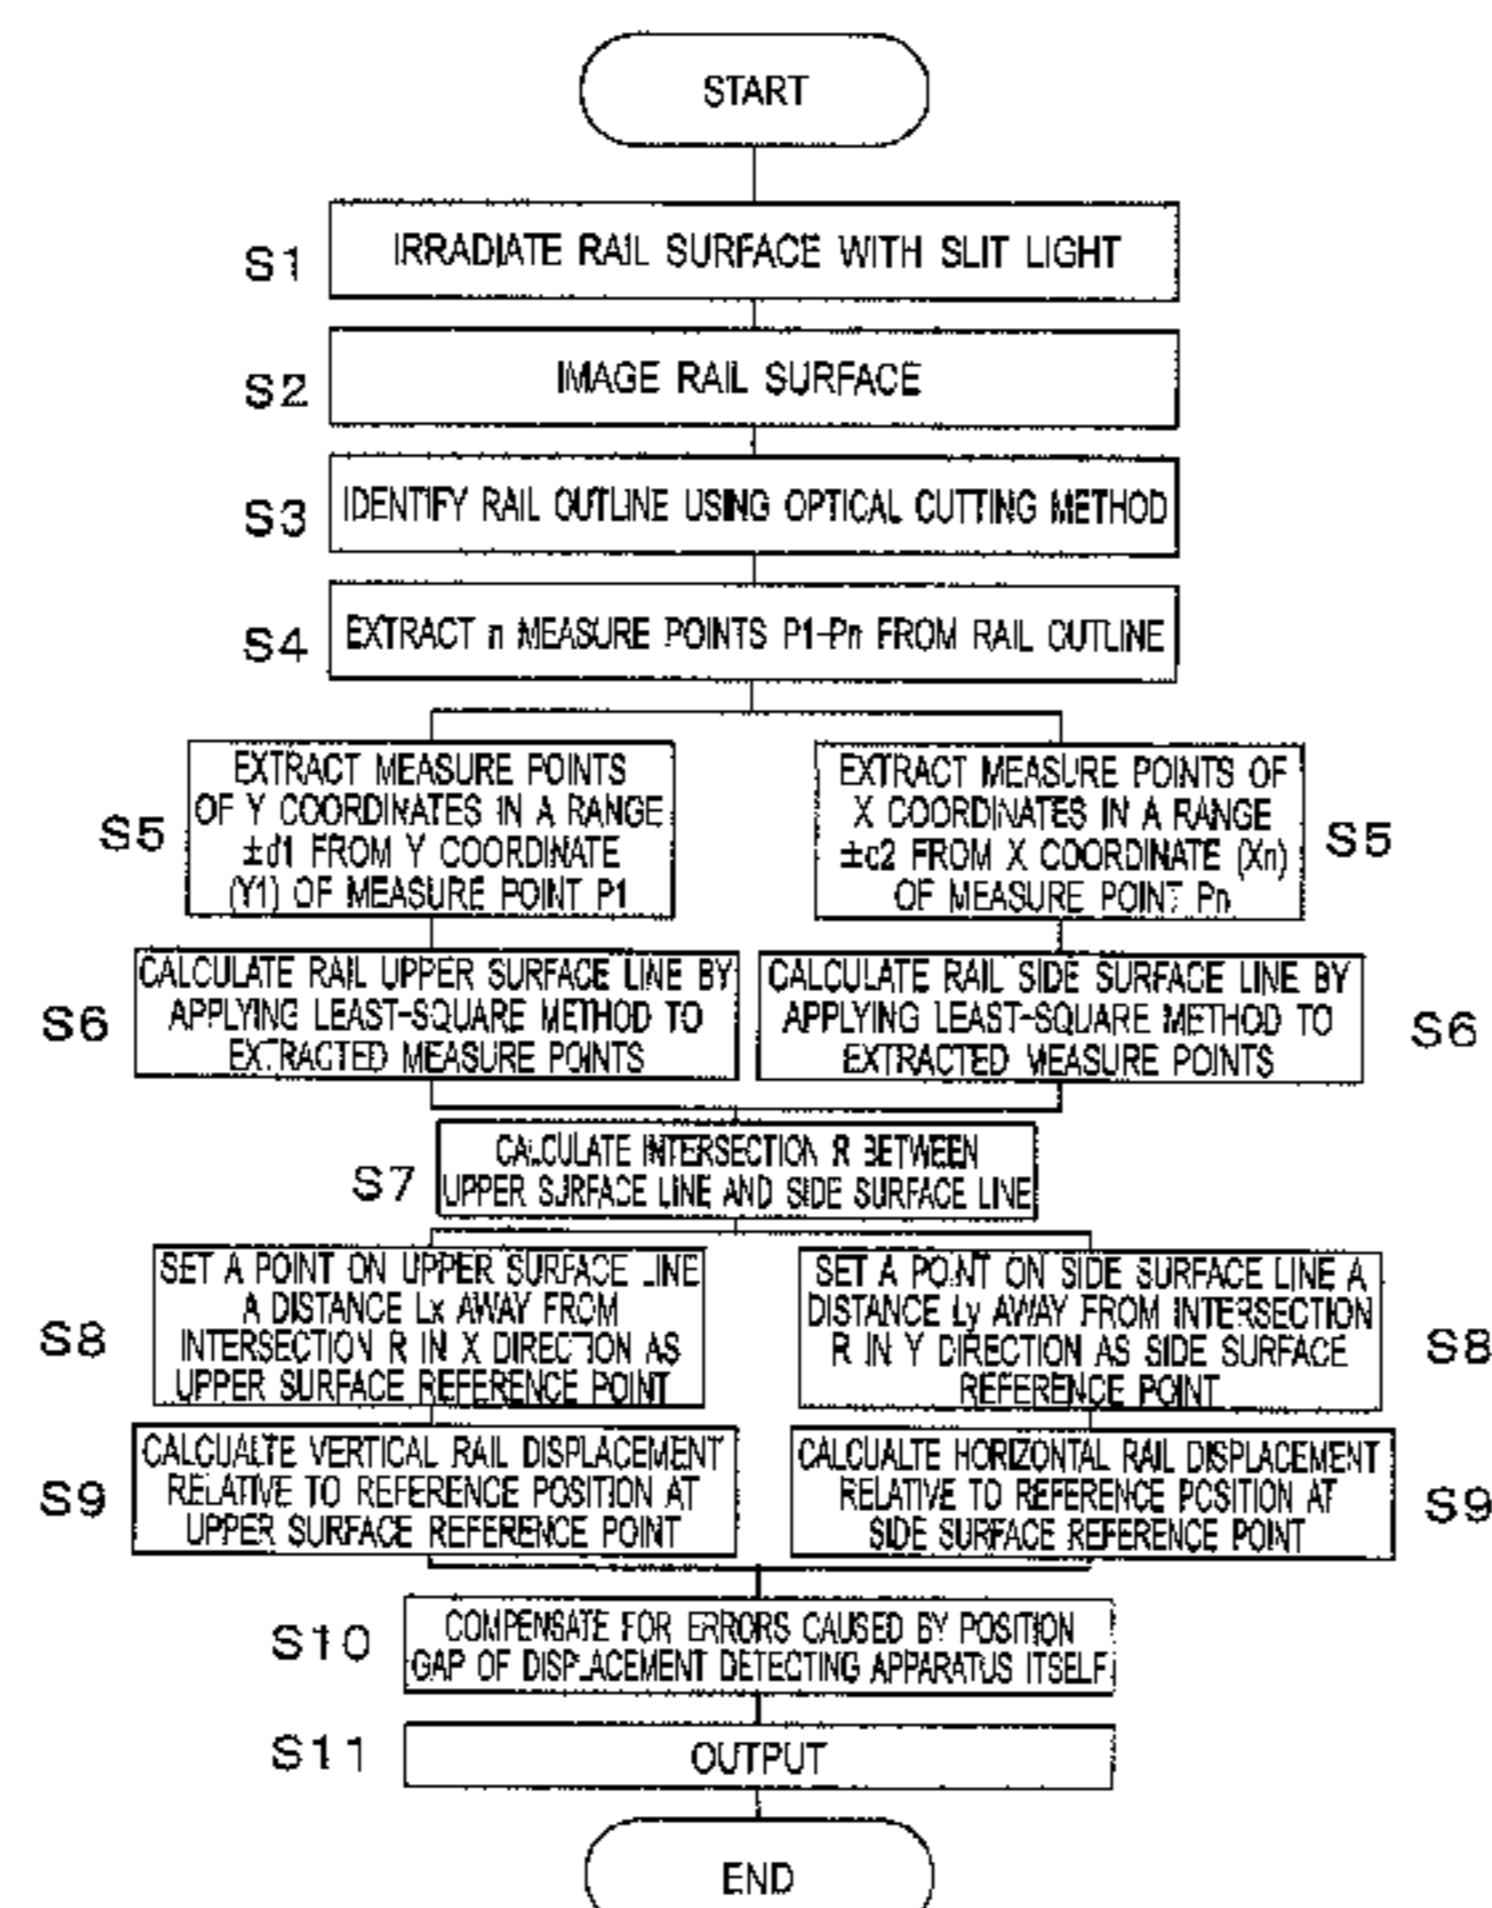 START
S1
IRRADIATE RAIL SURFACE WITH SLIT LIGHT
S2
IMAGE RAIL SURFACE
S3
IDENTIFY RAIL OUTLINE USING OPTICAL CUTTING METHOD
S4
EXTRACT n MEASURE POINTS P1-Pn FROM RAIL OUTLINE
S5
EXTRACT MEASURE POINTS
OF Y COORDINATES IN A RANGE
±d1 FROM Y COORDINATE
(Y1) OF MEASURE POINT P1
EXTRACT MEASURE POINTS OF
X COORDINATES IN A RANGE
±c2 FROM X COORDINATE (Xn)
OF MEASURE POINT Pn
S5
S6
CALCULATE RAIL UPPER SURFACE LINE BY
APPLYING LEAST-SQUARE METHOD TO
EXTRACTED MEASURE POINTS
CALCULATE RAIL SIDE SURFACE LINE BY
APPLYING LEAST-SQUARE METHOD TO
EXTRACTED MEASURE POINTS
S6
S7
CALCULATE INTERSECTION R BETWEEN
UPPER SURFACE LINE AND SIDE SURFACE LINE
S8
SET A POINT ON UPPER SURFACE LINE
A DISTANCE Lx AWAY FROM
INTERSECTION R IN X DIRECTION AS
UPPER SURFACE REFERENCE POINT
SET A POINT ON SIDE SURFACE LINE A
DISTANCE Ly AWAY FROM INTERSECTION
R IN Y DIRECTION AS SIDE SURFACE
REFERENCE POINT
S8
S9
CALCUALTE VERTICAL RAIL DISPLACEMENT
RELATIVE TO REFERENCE POSITION AT
UPPER SURFACE REFERENCE POINT
CALCUALTE HORIZONTAL RAIL DISPLACEMENT
RELATIVE TO REFERENCE POSITION AT
SIDE SURFACE REFERENCE POINT
S9
S10
COMPENSATE FOR ERRORS CAUSED BY POSITION
GAP OF DISPLACEMENT DETECTING APPARATUS ITSELF
S11
OUTPUT
END